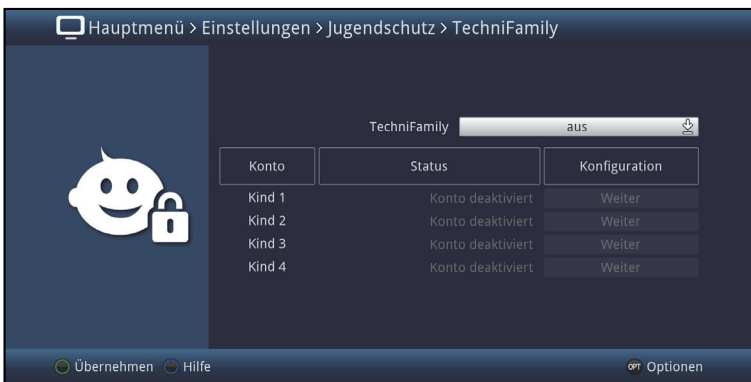 Hauptmenü > Einstellungen > Jugendschutz > TechniFamily
TechniFamily aus
Konto Status Konfiguration
Kind 1 Konto deaktiviert Weiter
Kind 2 Konto deaktiviert Weiter
Kind 3 Konto deaktiviert Weiter
Kind 4 Konto deaktiviert Weiter
Übernehmen Hilfe OPT Optionen